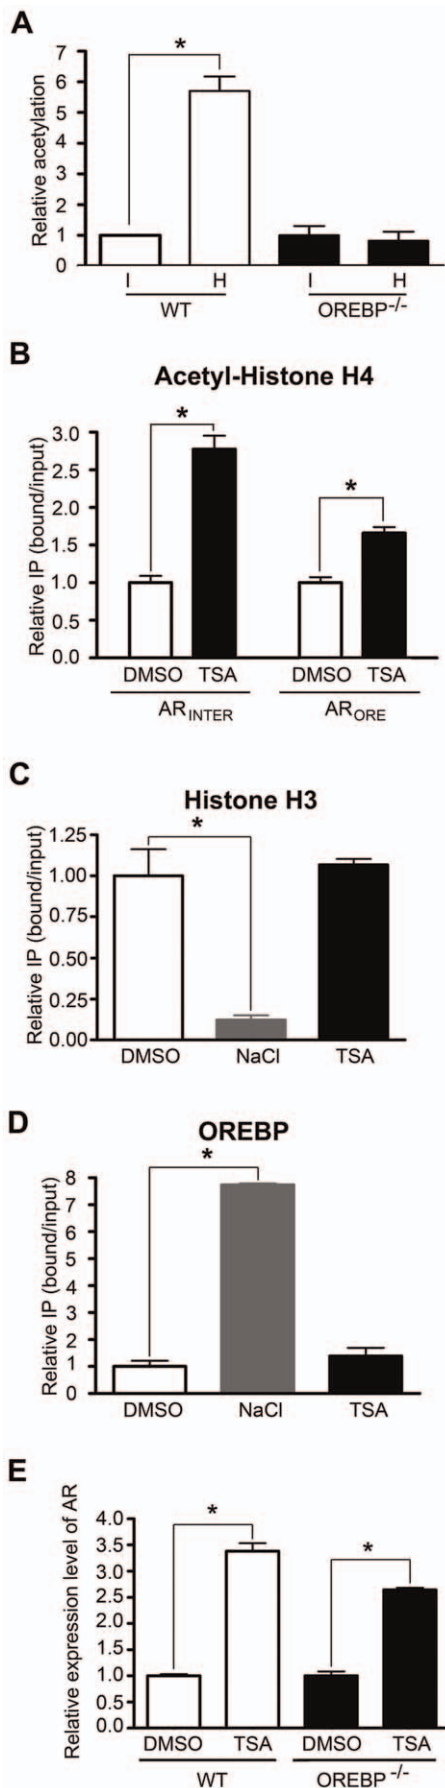 A
*
Relative acetylation
7
6
5
4
3
2
1
0
I H I H
WT OREBP-/-
B
Acetyl-Histone H4
*
*
Relative IP (bound/input)
3.0
2.5
2.0
1.5
1.0
0.5
0.0
DMSO TSA DMSO TSA
ARINTER ARORE
C
Histone H3
*
Relative IP (bound/input)
1.25
1.00
0.75
0.50
0.25
0.00
DMSO NaCl TSA
D
OREBP
*
Relative IP (bound/input)
8
7
6
5
4
3
2
1
0
DMSO NaCl TSA
E
*
*
Relative expression level of AR
4.0
3.5
3.0
2.5
2.0
1.5
1.0
0.5
0.0
DMSO TSA DMSO TSA
WT OREBP -/-